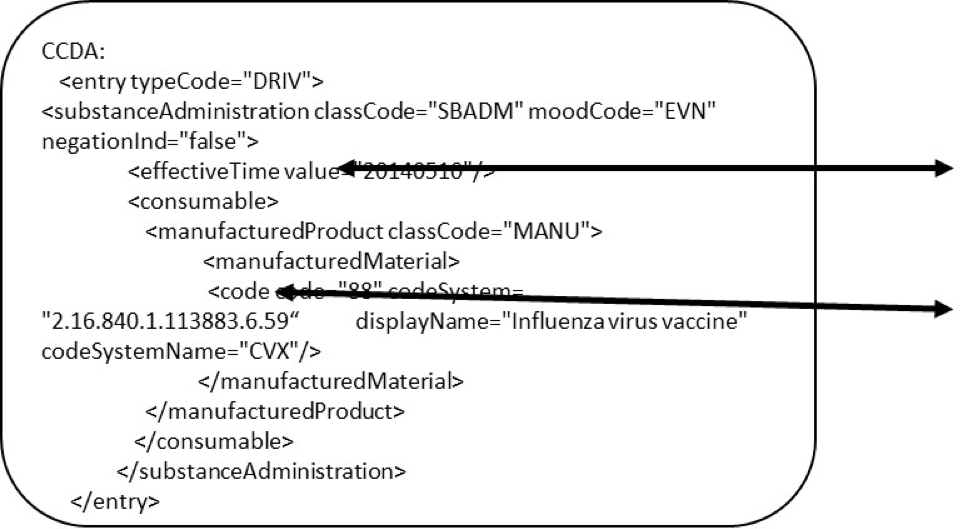 CCDA:
<entry typeCode="DRIV">
<substanceAdministration classCode="SBADM" moodCode="EVN"
negationInd="false">
<effectiveTime value="20140510"/>
<consumable>
<manufacturedProduct classCode="MANU">
<manufacturedMaterial>
<code code="88" codeSystem=
"2.16.840.1.113883.6.59“ displayName="Influenza virus vaccine"
codeSystemName="CVX"/>
</manufacturedMaterial>
</manufacturedProduct>
</consumable>
</substanceAdministration>
</entry>